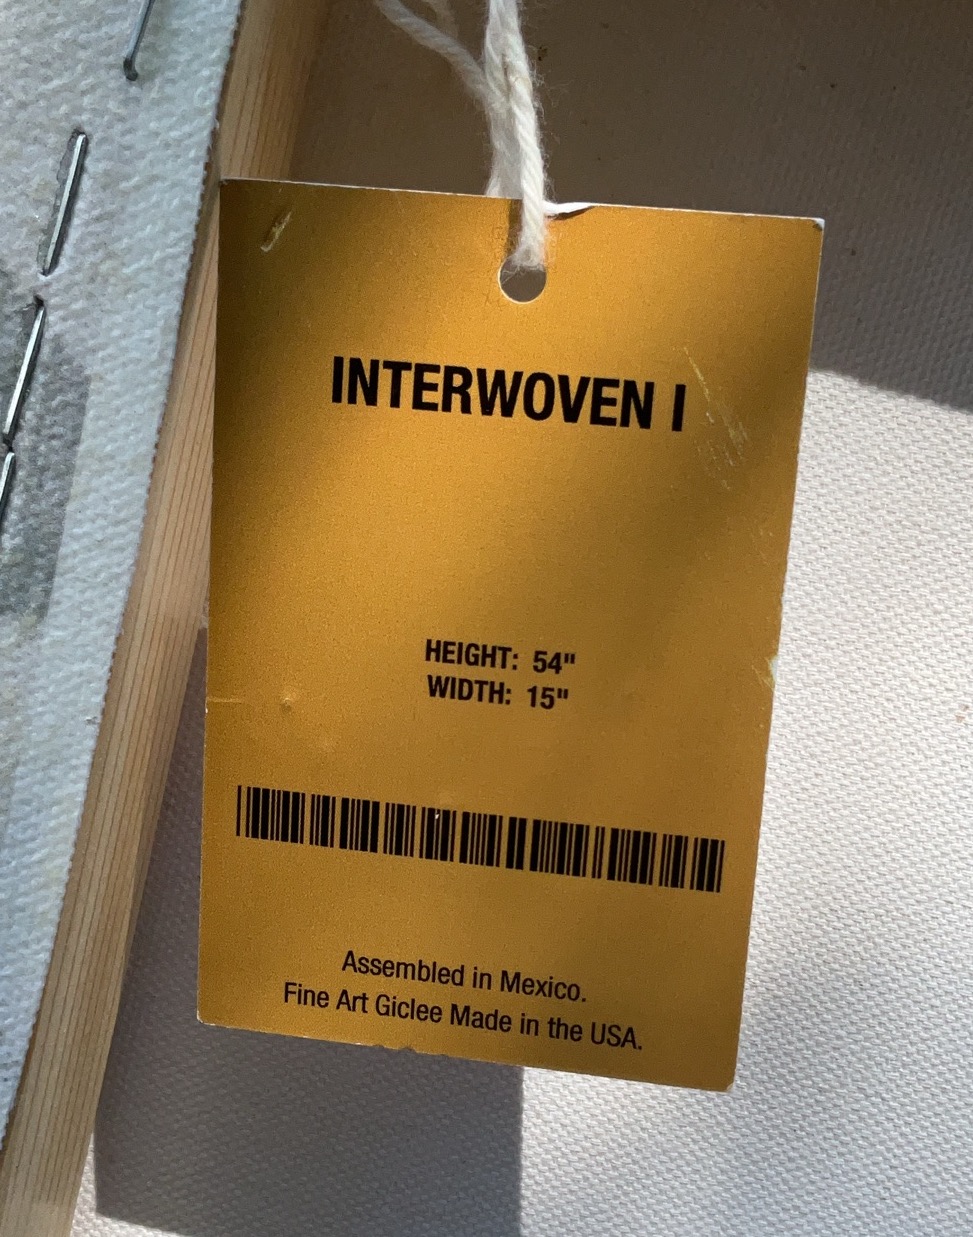 INTERWOVEN I
HEIGHT: 54"
WIDTH: 15"
Assembled in Mexico.
Fine Art Giclee Made in the USA.